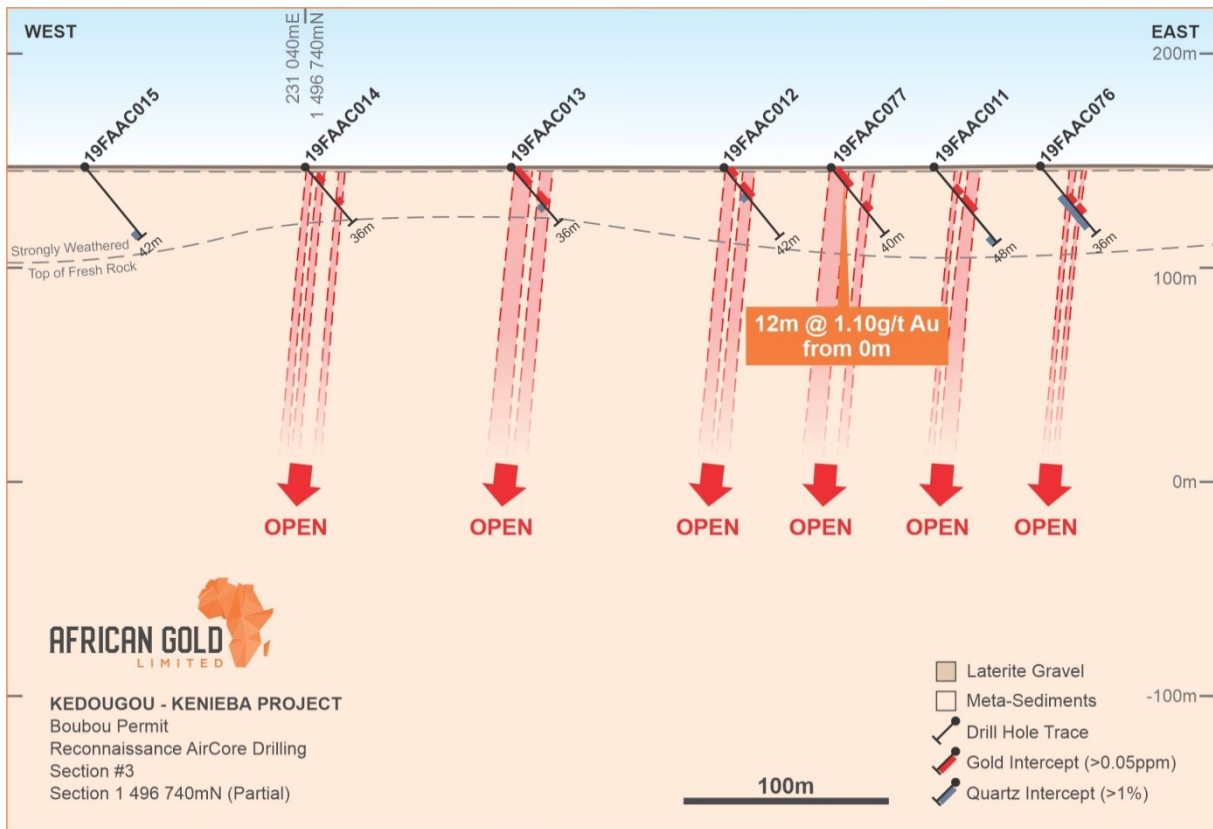 WEST
231 040mE
1 496 740mN
EAST
200m
19FAAC015
19FAAC014
19FAAC013
19FAAC012
19FAAC077
19FAAC011
19FAAC076
42m
36m
36m
42m
40m
48m
36m
Strongly Weathered
Top of Fresh Rock
100m
12m @ 1.10g/t Au
from 0m
0m
OPEN
OPEN
OPEN
OPEN
OPEN
OPEN
AFRICAN GOLD
LIMITED
KEDOUGOU - KENIEBA PROJECT
Boubou Permit
Reconnaissance AirCore Drilling
Section #3
Section 1 496 740mN (Partial)
100m
-100m
Laterite Gravel
Meta-Sediments
Drill Hole Trace
Gold Intercept (>0.05ppm)
Quartz Intercept (>1%)